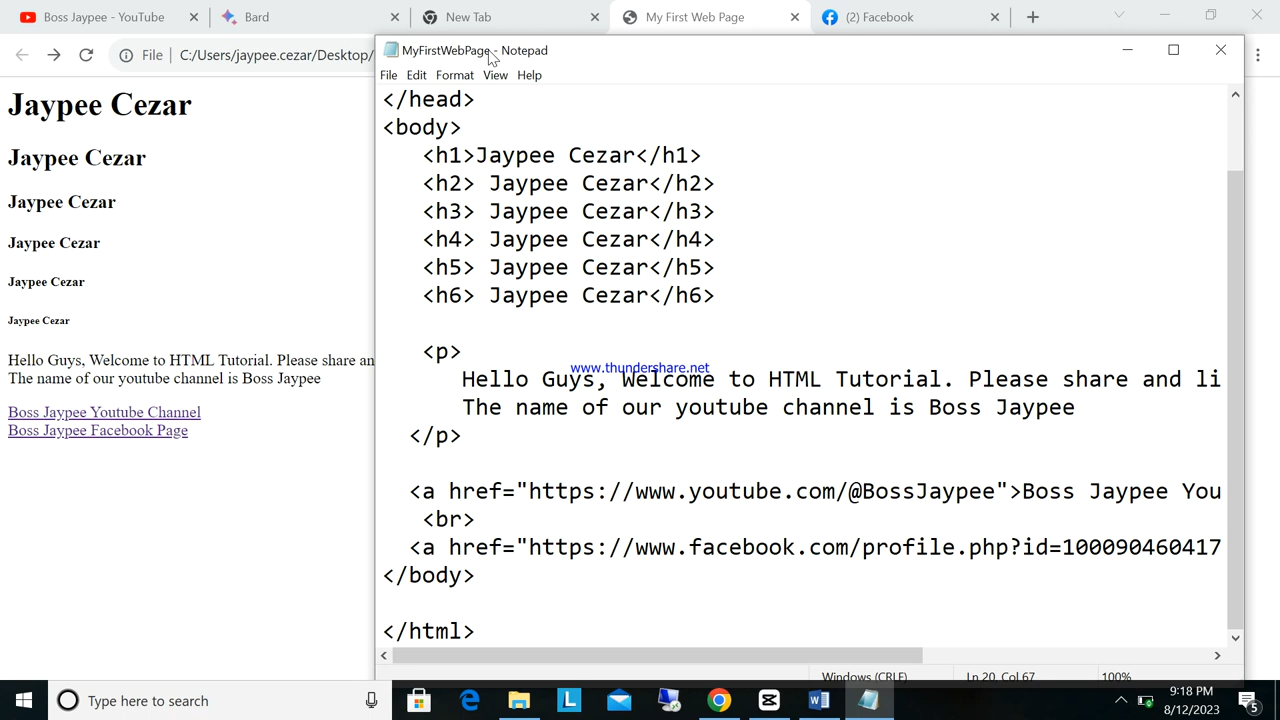 Boss Jaypee - YouTube
Bard
New Tab
My First Web Page
(2) Facebook
File
C:/Users/jaypee.cezar/Desktop/
MyFirstWebPage - Notepad
File Edit Format View Help
Jaypee Cezar
Jaypee Cezar
Jaypee Cezar
Jaypee Cezar
Jaypee Cezar
Jaypee Cezar
Hello Guys, Welcome to HTML Tutorial. Please share an
The name of our youtube channel is Boss Jaypee
Boss Jaypee Youtube Channel
Boss Jaypee Facebook Page
</head>
<body>
<h1>Jaypee Cezar</h1>
<h2> Jaypee Cezar</h2>
<h3> Jaypee Cezar</h3>
<h4> Jaypee Cezar</h4>
<h5> Jaypee Cezar</h5>
<h6> Jaypee Cezar</h6>
<p>
www.thundershare.net
Hello Guys, Welcome to HTML Tutorial. Please share and li
The name of our youtube channel is Boss Jaypee
</p>
<a href="https://www.youtube.com/@BossJaypee">Boss Jaypee You
<br>
<a href="https://www.facebook.com/profile.php?id=100090460417
</body>
</html>
Windows (CRLF)
Ln 20, Col 67
100%
Type here to search
9:18 PM
8/12/2023
5